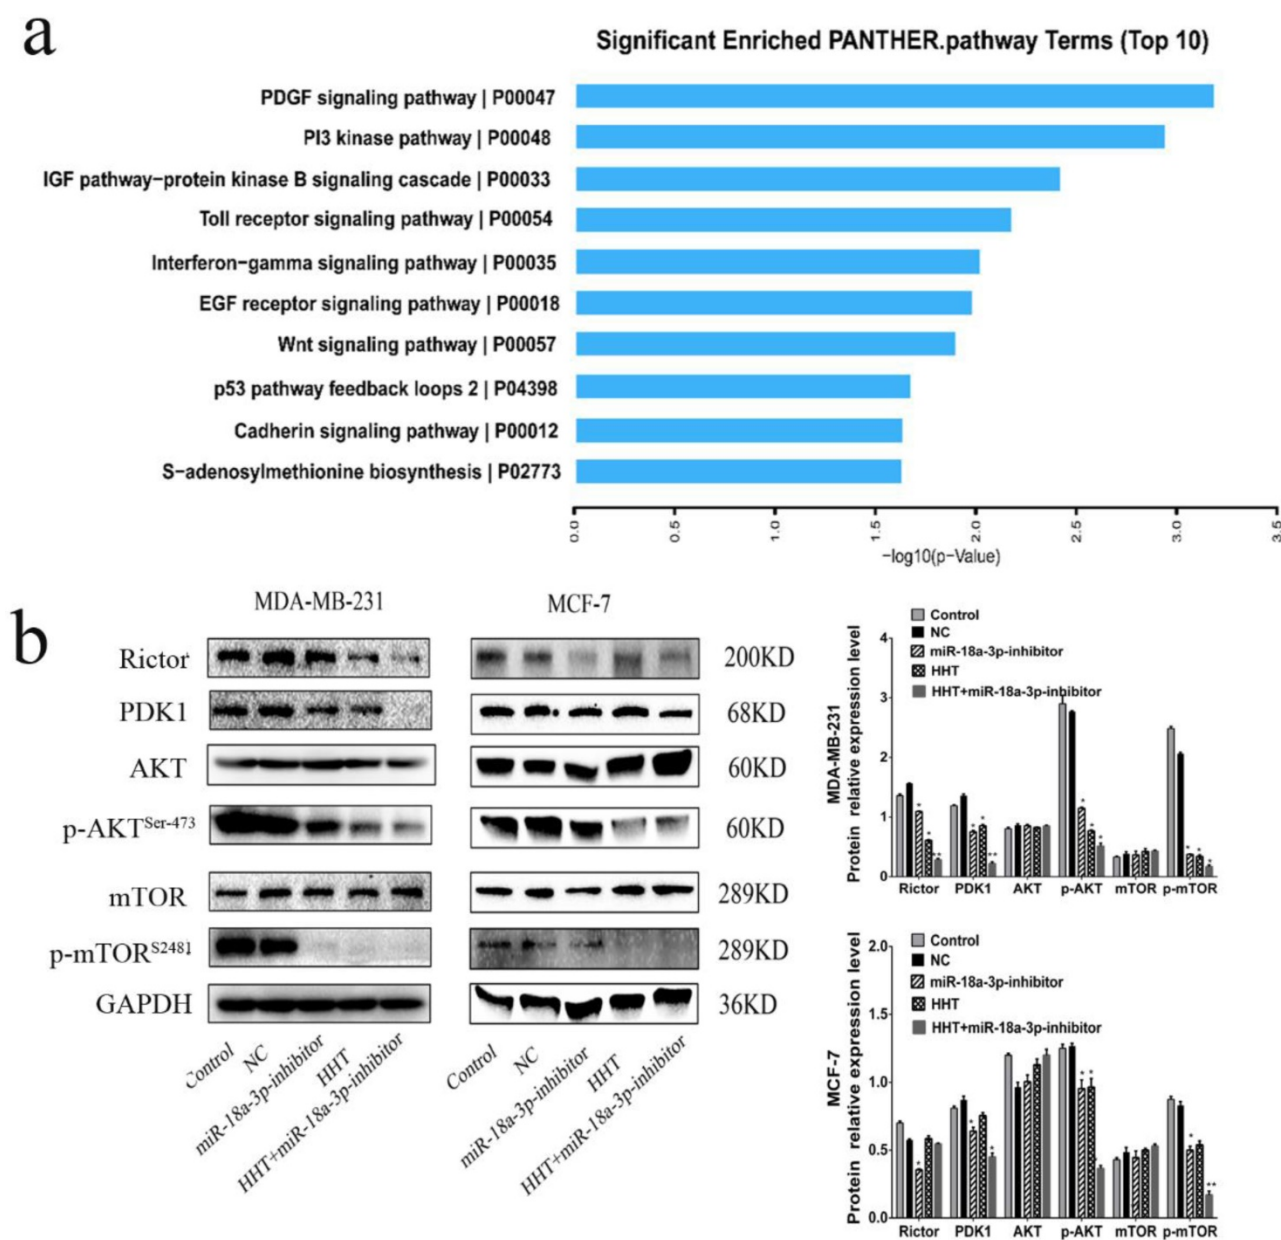 a
Significant Enriched PANTHER.pathway Terms (Top 10)
PDGF signaling pathway | P00047
PI3 kinase pathway | P00048
IGF pathway−protein kinase B signaling cascade | P00033
Toll receptor signaling pathway | P00054
Interferon−gamma signaling pathway | P00035
EGF receptor signaling pathway | P00018
Wnt signaling pathway | P00057
p53 pathway feedback loops 2 | P04398
Cadherin signaling pathway | P00012
S−adenosylmethionine biosynthesis | P02773
0.0 0.5 1.0 1.5 2.0 2.5 3.0 3.5
−log10(p−Value)
b
MDA-MB-231 MCF-7
Rictor 200KD
PDK1 68KD
AKT 60KD
p-AKTSer-473 60KD
mTOR 289KD
p-mTORS2481 289KD
GAPDH 36KD
Control NC miR-18a-3p-inhibitor HHT HHT+miR-18a-3p-inhibitor
Control NC miR-18a-3p-inhibitor HHT HHT+miR-18a-3p-inhibitor
MDA-MB-231
Protein relative expression level
4
3
2
1
0
Control
NC
miR-18a-3p-inhibitor
HHT
HHT+miR-18a-3p-inhibitor
* * **
* * **
* * *
* * *
Rictor PDK1 AKT p-AKT mTOR p-mTOR
MCF-7
Protein relative expression level
2.0
1.5
1.0
0.5
0.0
Control
NC
miR-18a-3p-inhibitor
HHT
HHT+miR-18a-3p-inhibitor
*
* *
* * *
* **
Rictor PDK1 AKT p-AKT mTOR p-mTOR